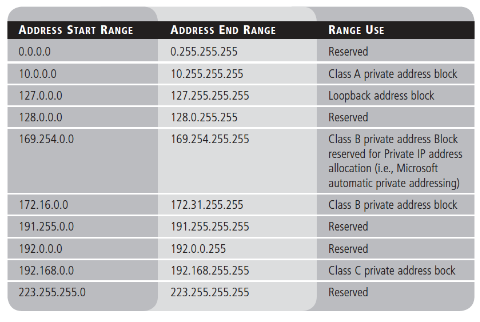 ADDRESS START RANGE ADDRESS END RANGE RANGE USE
0.0.0.0 0.255.255.255 Reserved
10.0.0.0 10.255.255.255 Class A private address block
127.0.0.0 127.255.255.255 Loopback address block
128.0.0.0 128.0.255.255 Reserved
169.254.0.0 169.254.255.255 Class B private address Block
reserved for Private IP address
allocation (i.e., Microsoft
automatic private addressing)
172.16.0.0 172.31.255.255 Class B private address block
191.255.0.0 191.255.255.255 Reserved
192.0.0.0 192.0.0.255 Reserved
192.168.0.0 192.168.255.255 Class C private address bock
223.255.255.0 223.255.255.255 Reserved